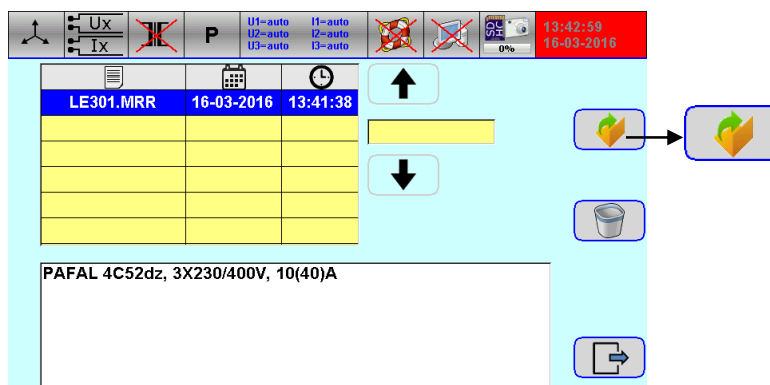 Ux
Ix
P
U1=auto I1=auto
U2=auto I2=auto
U3=auto I3=auto
SD
HC
0%
13:42:59
16-03-2016
LE301.MRR 16-03-2016 13:41:38
PAFAL 4C52dz, 3X230/400V, 10(40)A